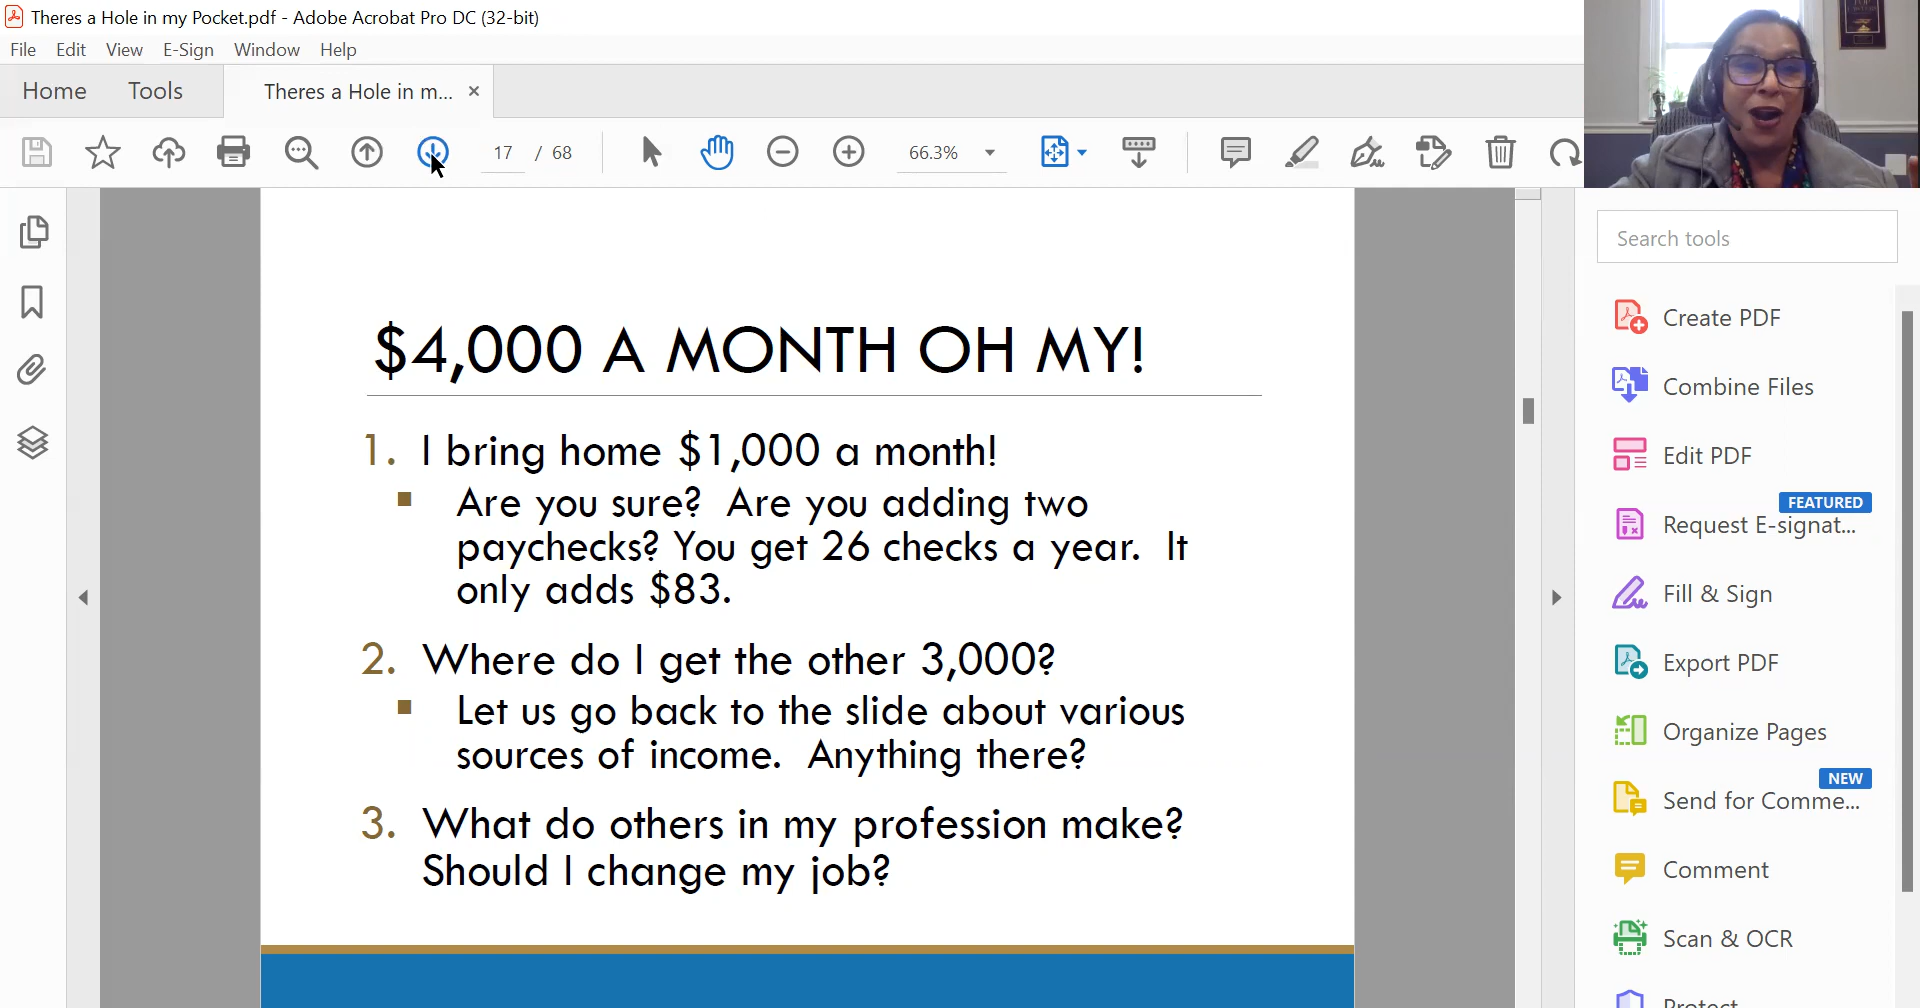 Theres a Hole in my Pocket.pdf - Adobe Acrobat Pro DC (32-bit)
File Edit View E-Sign Window Help
Home Tools Theres a Hole in m... ×
17 / 68 66.3%
TOP
Search tools
$4,000 A MONTH OH MY!
1. I bring home $1,000 a month!
Are you sure? Are you adding two
paychecks? You get 26 checks a year. It
only adds $83.
2. Where do I get the other 3,000?
Let us go back to the slide about various
sources of income. Anything there?
3. What do others in my profession make?
Should I change my job?
Create PDF
Combine Files
Edit PDF
FEATURED
Request E-signat...
Fill & Sign
Export PDF
Organize Pages
NEW
Send for Comme...
Comment
Scan & OCR
Protect